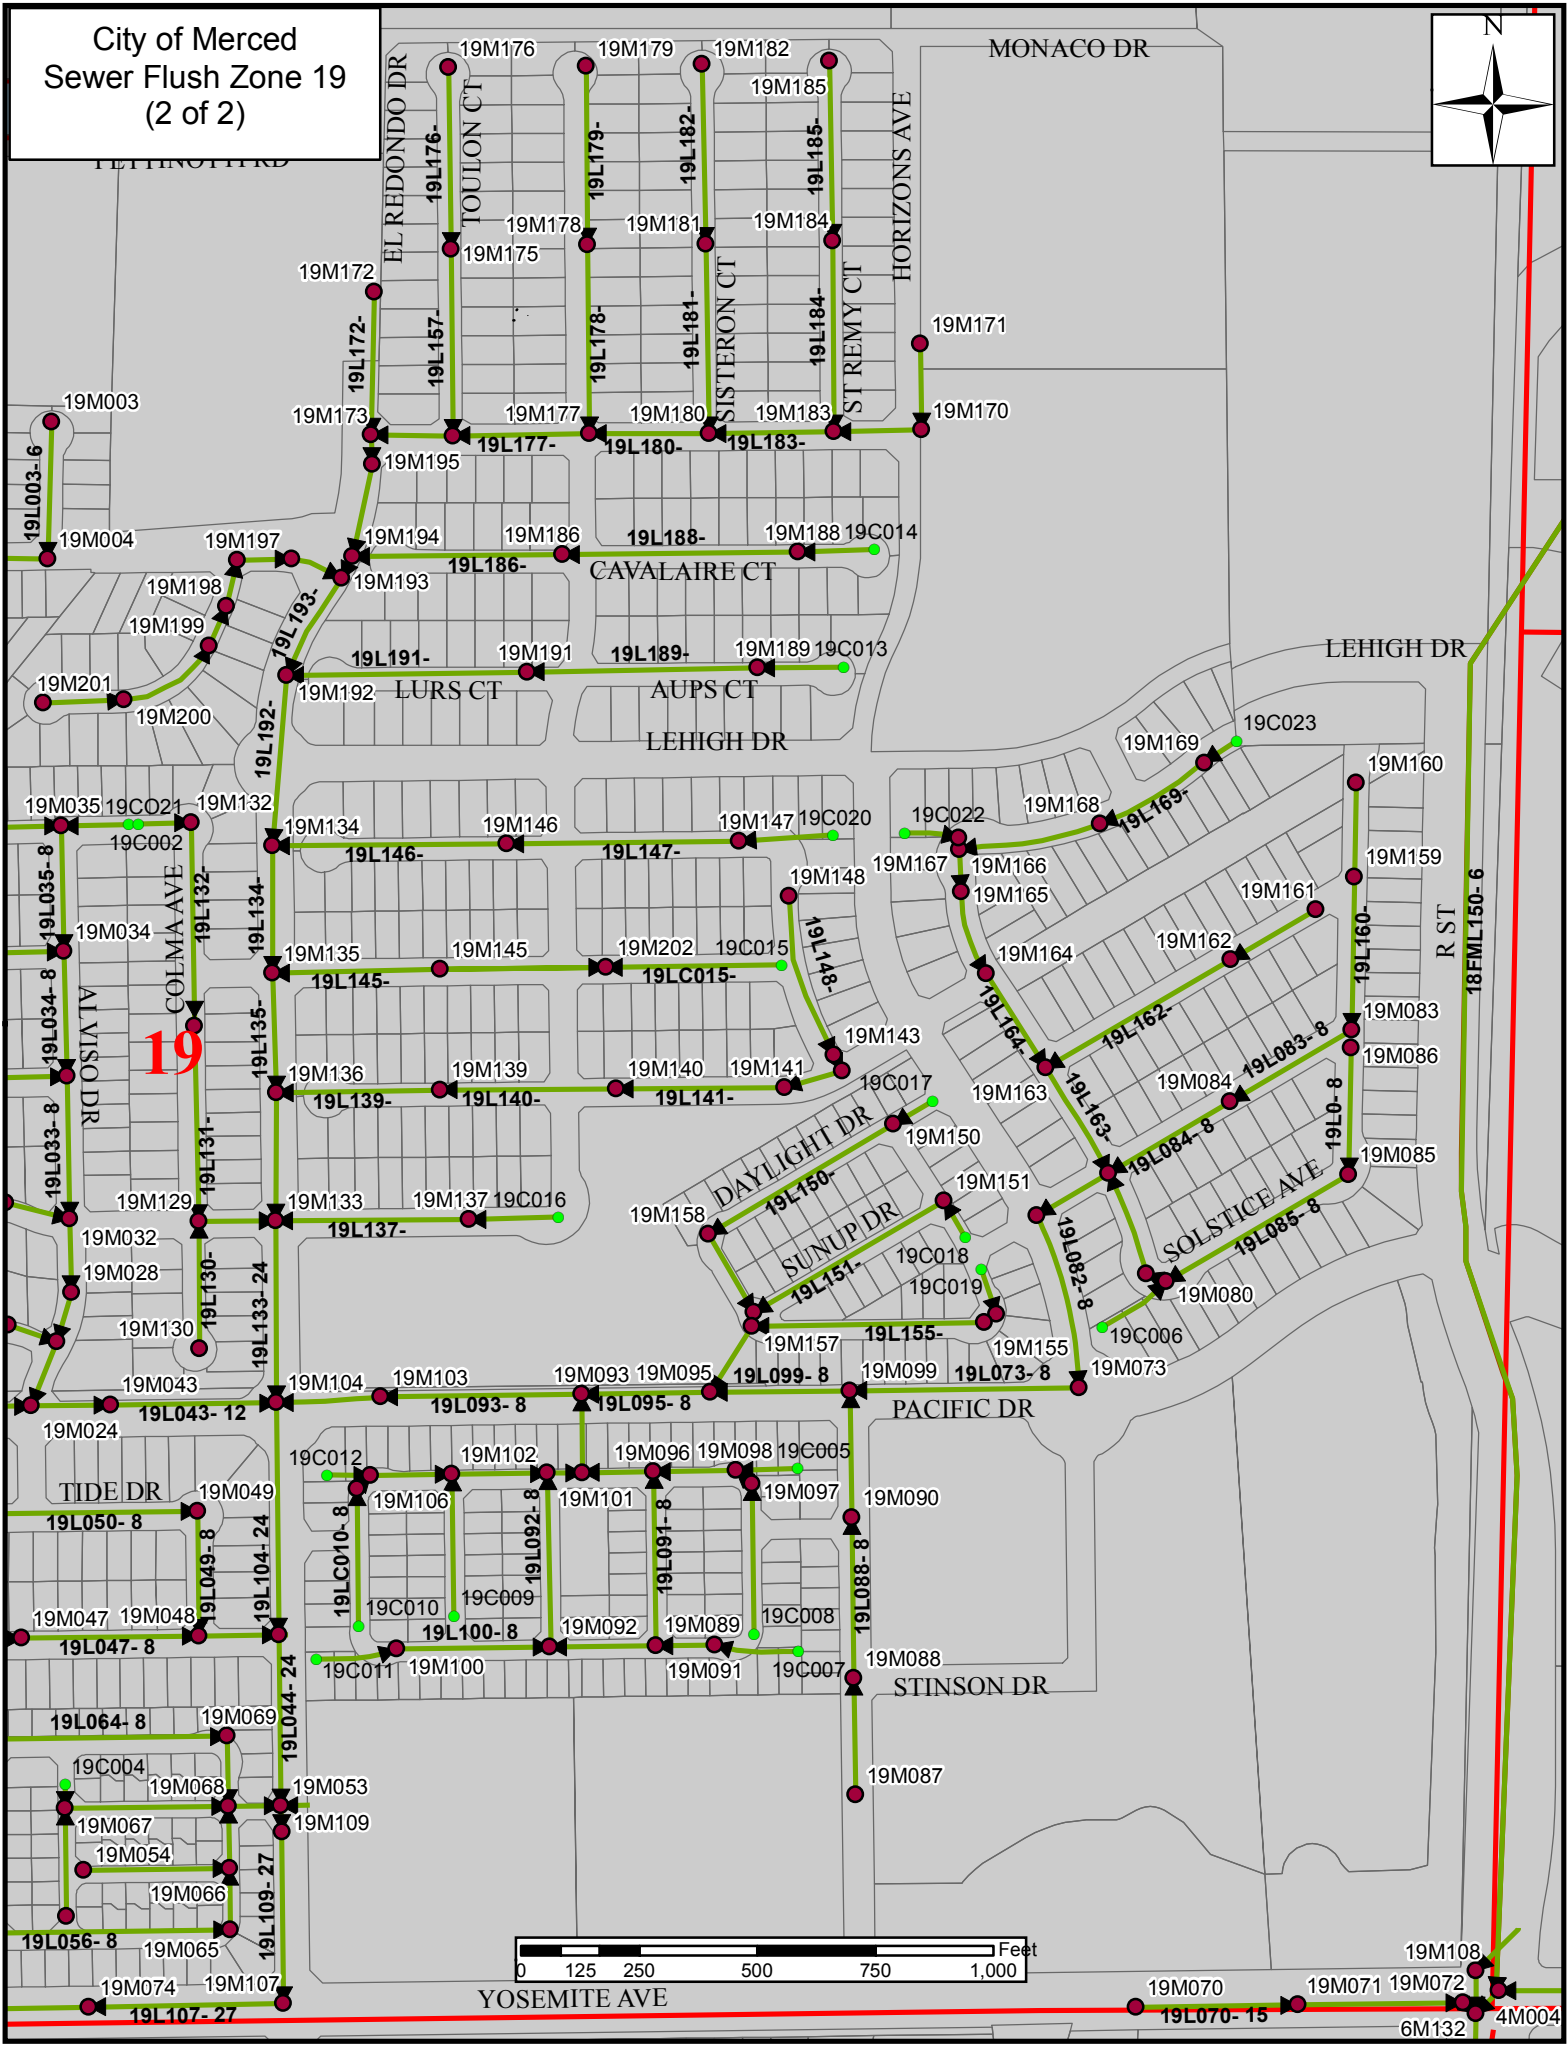 City of Merced
Sewer Flush Zone 19
(2 of 2)
N
MONACO DR
EL REDONDO DR
TOULON CT
SISTERON CT
ST REMY CT
HORIZONS AVE
19M176
19M179
19M182
19M185
19L176-
19L179-
19L182-
19L185-
19M175
19M178
19M181
19M184
19M172
19L172-
19L157-
19L178-
19L181-
19L184-
19M171
19M003
19M173
19M177
19M180
19M183
19M170
19L177-
19L180-
19L183-
19M195
19L003- 6
19M004
19M197
19M194
19M186
19L188-
19M188
19C014
19L186-
CAVALAIRE CT
19M193
19M198
19L193-
19M199
19L191-
19M191
19L189-
19M189
19C013
LEHIGH DR
19M201
19M200
19M192
LURS CT
AUPS CT
19L192-
LEHIGH DR
19C023
19M169
19M160
19M035
19CO21
19M132
19C002
19M134
19M146
19M147
19C020
19C022
19M168
19L169-
19L146-
19L147-
19M167
19M166
19M159
19L035- 8
COLMA AVE
19L132-
19L134-
19M148
19M165
19M161
19L160-
R ST
18FML150- 6
19M034
19M135
19M145
19M202
19C015
19L148-
19M164
19M162
19L145-
19LC015-
19L034- 8
ALVISO DR
19
19L135-
19L164-
19L162-
19M083
19M143
19M086
19L083- 8
19M136
19M139
19M140
19M141
19C017
19M163
19M084
19L139-
19L140-
19L141-
19L163-
19L0- 8
19L033- 8
19L131-
DAYLIGHT DR
19M150
19L084- 8
19M085
19M129
19M133
19M137
19C016
19L150-
19M151
SOLSTICE AVE
19L137-
19M158
SUNUP DR
19L082- 8
19L085- 8
19M032
19C018
19L151-
19M028
19C019
19M080
19L130-
19L133- 24
19M130
19C006
19L155-
19M157
19M155
19M043
19M104
19M103
19M093
19M095
19L099- 8
19M099
19L073- 8
19M073
19L043- 12
19L093- 8
19L095- 8
PACIFIC DR
19M024
19C012
19M102
19M096
19M098
19C005
TIDE DR
19M049
19M106
19M101
19M097
19M090
19L050- 8
19L049- 8
19L104- 24
19LC010- 8
19L092- 8
19L091- 8
19L088- 8
19M047
19M048
19C010
19C009
19C008
19L047- 8
19L100- 8
19M092
19M089
19C011
19M100
19M091
19C007
19M088
STINSON DR
19L044- 24
19L064- 8
19M069
19C004
19M068
19M053
19M087
19M067
19M109
19M054
19M066
19L109- 27
19L056- 8
19M065
Feet
0 125 250 500 750 1,000
19M108
19M074
19M107
YOSEMITE AVE
19M070
19M071
19M072
19L107- 27
19L070- 15
4M004
6M132